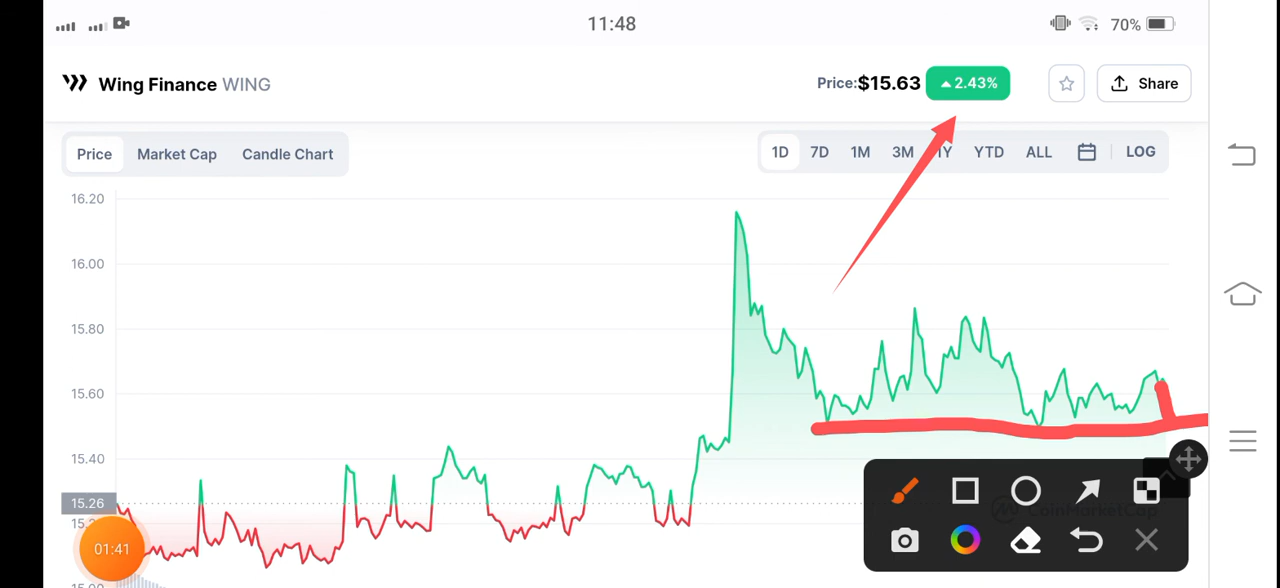 11:48
70%
Wing Finance WING
Price:$15.63 2.43%
Share
Price Market Cap Candle Chart
1D 7D 1M 3M 1Y YTD ALL LOG
16.20
16.00
15.80
15.60
15.40
15.26
01:41
CoinMarketCap